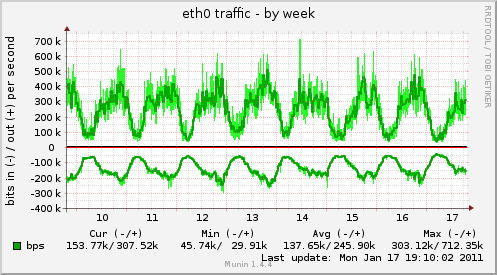 eth0 traffic - by week
RRDTOOL / TOBI OETIKER
bits in (-) / out (+) per second
700 k
600 k
500 k
400 k
300 k
200 k
100 k
0
-100 k
-200 k
-300 k
-400 k
10 11 12 13 14 15 16 17
Cur (-/+) Min (-/+) Avg (-/+) Max (-/+)
bps 153.77k/307.52k 45.74k/ 29.91k 137.65k/245.90k 303.12k/712.35k
Last update: Mon Jan 17 19:10:02 2011
Munin 1.4.4